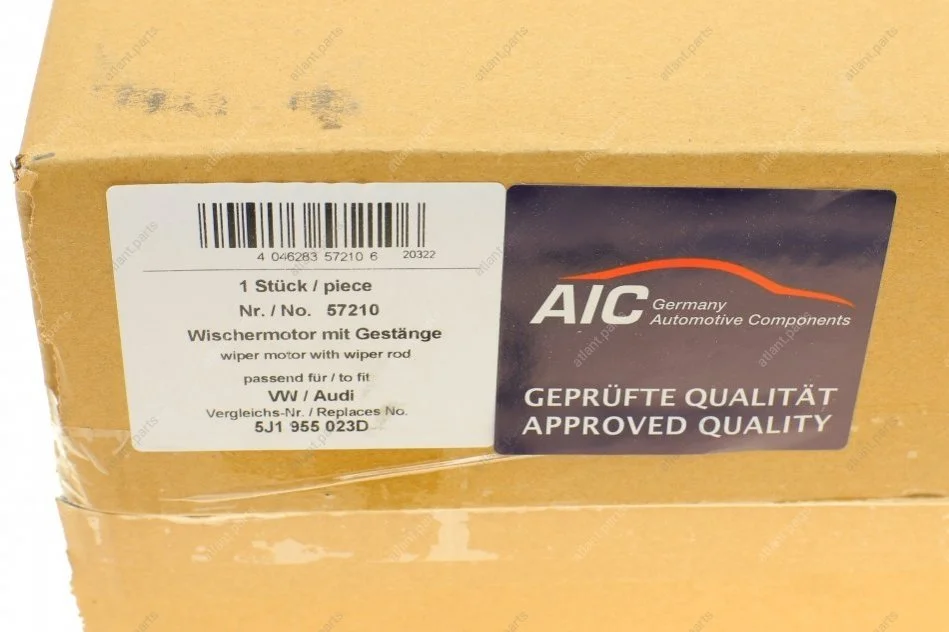 4 046283 57210 6
20322
1 Stück / piece
Nr. / No. 57210
Wischermotor mit Gestänge
wiper motor with wiper rod
passend für / to fit
VW / Audi
Vergleichs-Nr. / Replaces No.
5J1 955 023D
AIC Germany
Automotive Components
GEPRÜFTE QUALITÄT
APPROVED QUALITY
atlant.parts